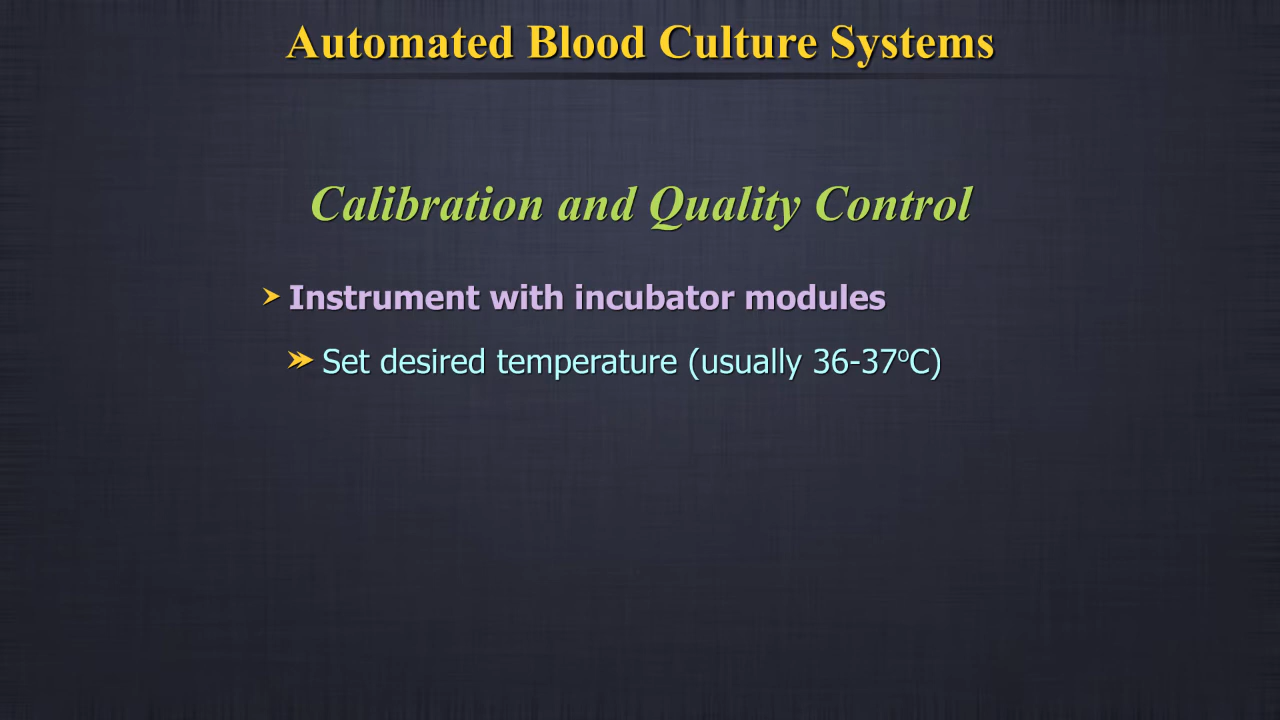 Automated Blood Culture Systems
Calibration and Quality Control
Instrument with incubator modules
Set desired temperature (usually 36-37ºC)